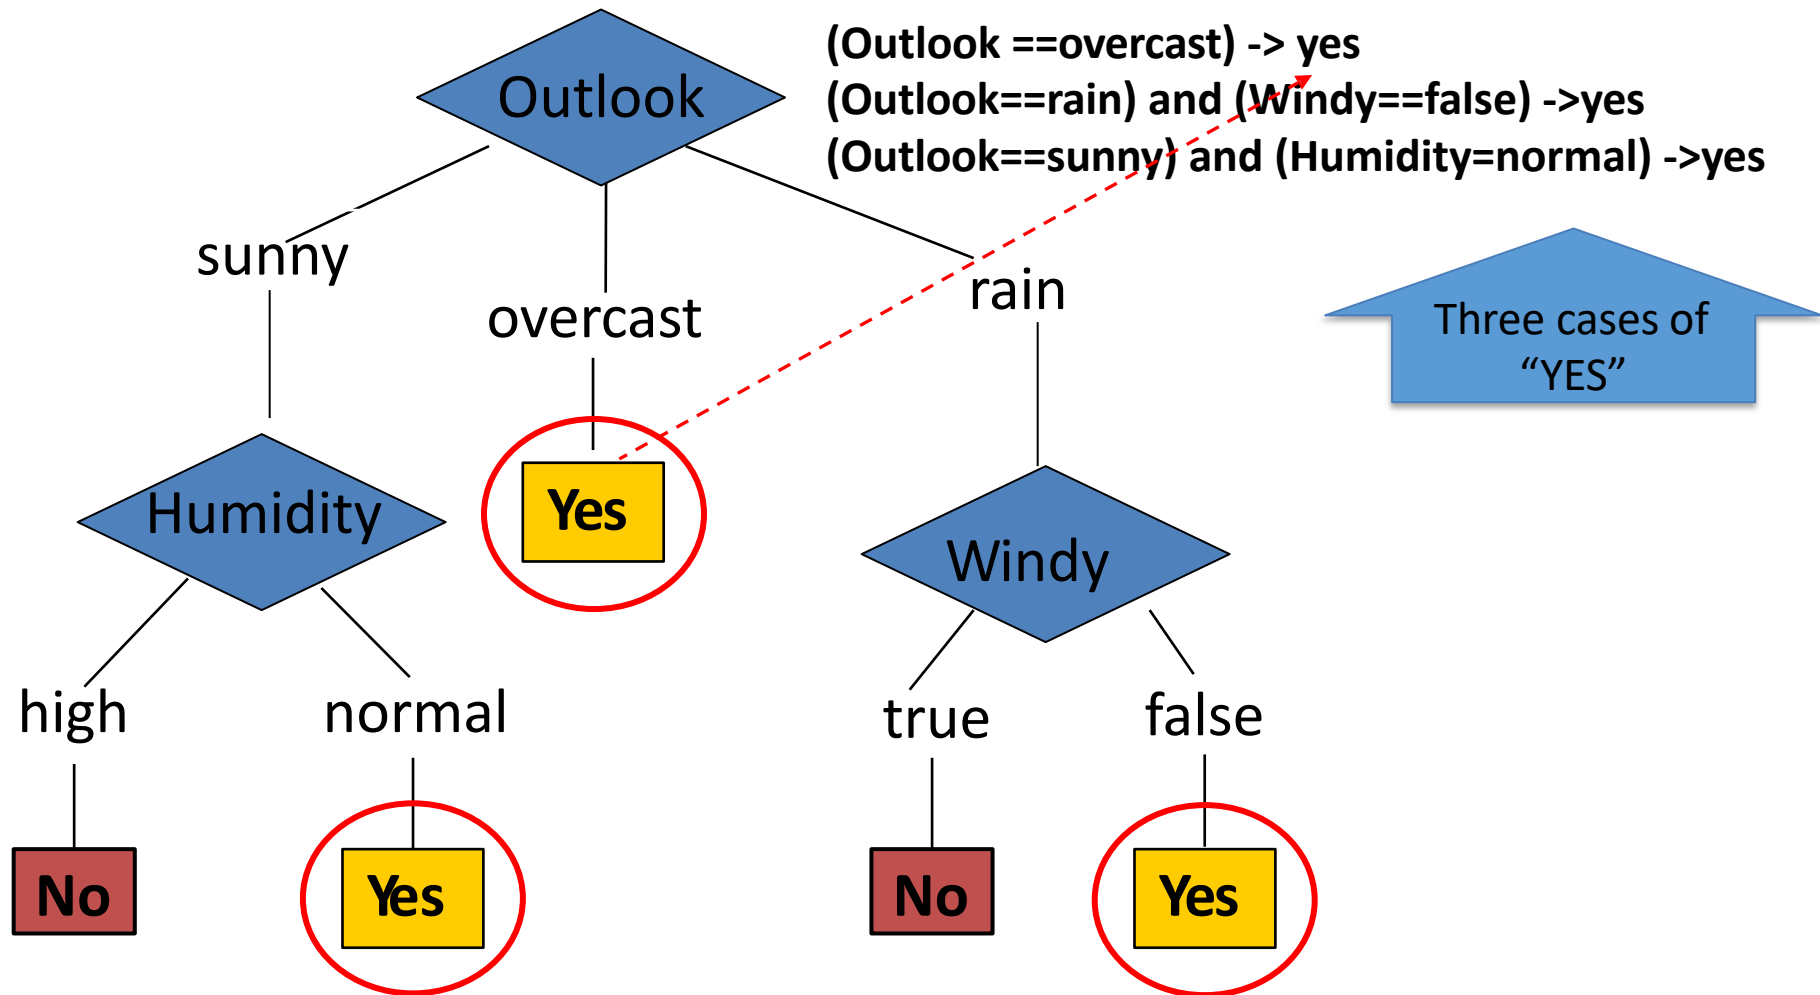 (Outlook ==overcast) -> yes
(Outlook==rain) and (Windy==false) ->yes
(Outlook==sunny) and (Humidity=normal) ->yes
Outlook
sunny
overcast
rain
Three cases of
“YES”
Humidity
Yes
Windy
high
normal
true
false
No
Yes
No
Yes